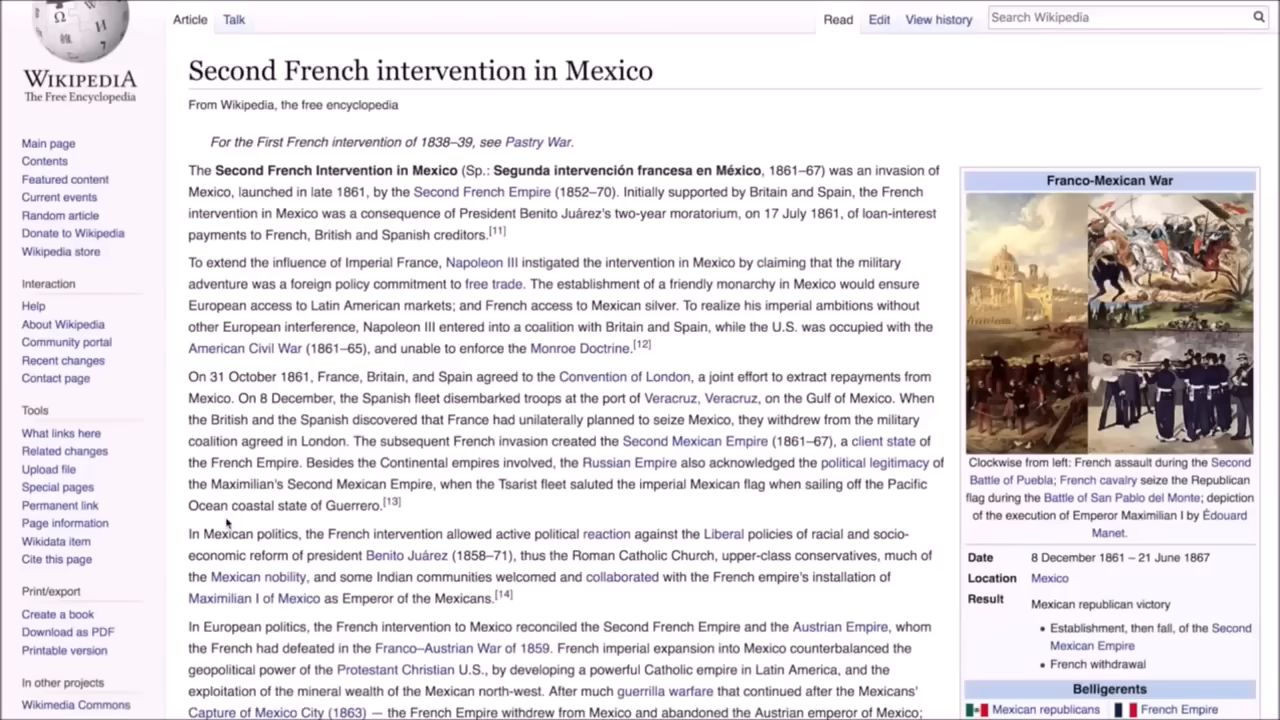 Article
Talk
Read
Edit
View history
Search Wikipedia
WIKIPEDIA
The Free Encyclopedia
Main page
Contents
Featured content
Current events
Random article
Donate to Wikipedia
Wikipedia store
Interaction
Help
About Wikipedia
Community portal
Recent changes
Contact page
Tools
What links here
Related changes
Upload file
Special pages
Permanent link
Page information
Wikidata item
Cite this page
Print/export
Create a book
Download as PDF
Printable version
In other projects
Wikimedia Commons
Second French intervention in Mexico
From Wikipedia, the free encyclopedia
For the First French intervention of 1838–39, see Pastry War.
The Second French Intervention in Mexico (Sp.: Segunda intervención francesa en México, 1861–67) was an invasion of
Mexico, launched in late 1861, by the Second French Empire (1852–70). Initially supported by Britain and Spain, the French
intervention in Mexico was a consequence of President Benito Juárez's two-year moratorium, on 17 July 1861, of loan-interest
payments to French, British and Spanish creditors.[11]
To extend the influence of Imperial France, Napoleon III instigated the intervention in Mexico by claiming that the military
adventure was a foreign policy commitment to free trade. The establishment of a friendly monarchy in Mexico would ensure
European access to Latin American markets; and French access to Mexican silver. To realize his imperial ambitions without
other European interference, Napoleon III entered into a coalition with Britain and Spain, while the U.S. was occupied with the
American Civil War (1861–65), and unable to enforce the Monroe Doctrine.[12]
On 31 October 1861, France, Britain, and Spain agreed to the Convention of London, a joint effort to extract repayments from
Mexico. On 8 December, the Spanish fleet disembarked troops at the port of Veracruz, Veracruz, on the Gulf of Mexico. When
the British and the Spanish discovered that France had unilaterally planned to seize Mexico, they withdrew from the military
coalition agreed in London. The subsequent French invasion created the Second Mexican Empire (1861–67), a client state of
the French Empire. Besides the Continental empires involved, the Russian Empire also acknowledged the political legitimacy of
the Maximilian's Second Mexican Empire, when the Tsarist fleet saluted the imperial Mexican flag when sailing off the Pacific
Ocean coastal state of Guerrero.[13]
In Mexican politics, the French intervention allowed active political reaction against the Liberal policies of racial and socio-
economic reform of president Benito Juárez (1858–71), thus the Roman Catholic Church, upper-class conservatives, much of
the Mexican nobility, and some Indian communities welcomed and collaborated with the French empire's installation of
Maximilian I of Mexico as Emperor of the Mexicans.[14]
In European politics, the French intervention to Mexico reconciled the Second French Empire and the Austrian Empire, whom
the French had defeated in the Franco–Austrian War of 1859. French imperial expansion into Mexico counterbalanced the
geopolitical power of the Protestant Christian U.S., by developing a powerful Catholic empire in Latin America, and the
exploitation of the mineral wealth of the Mexican north-west. After much guerrilla warfare that continued after the Mexicans'
Capture of Mexico City (1863) — the French Empire withdrew from Mexico and abandoned the Austrian emperor of Mexico;
Franco-Mexican War
Clockwise from left: French assault during the Second
Battle of Puebla; French cavalry seize the Republican
flag during the Battle of San Pablo del Monte; depiction
of the execution of Emperor Maximilian I by Édouard
Manet.
Date 8 December 1861 – 21 June 1867
Location Mexico
Result Mexican republican victory
• Establishment, then fall, of the Second
Mexican Empire
• French withdrawal
Belligerents
Mexican republicans
French Empire